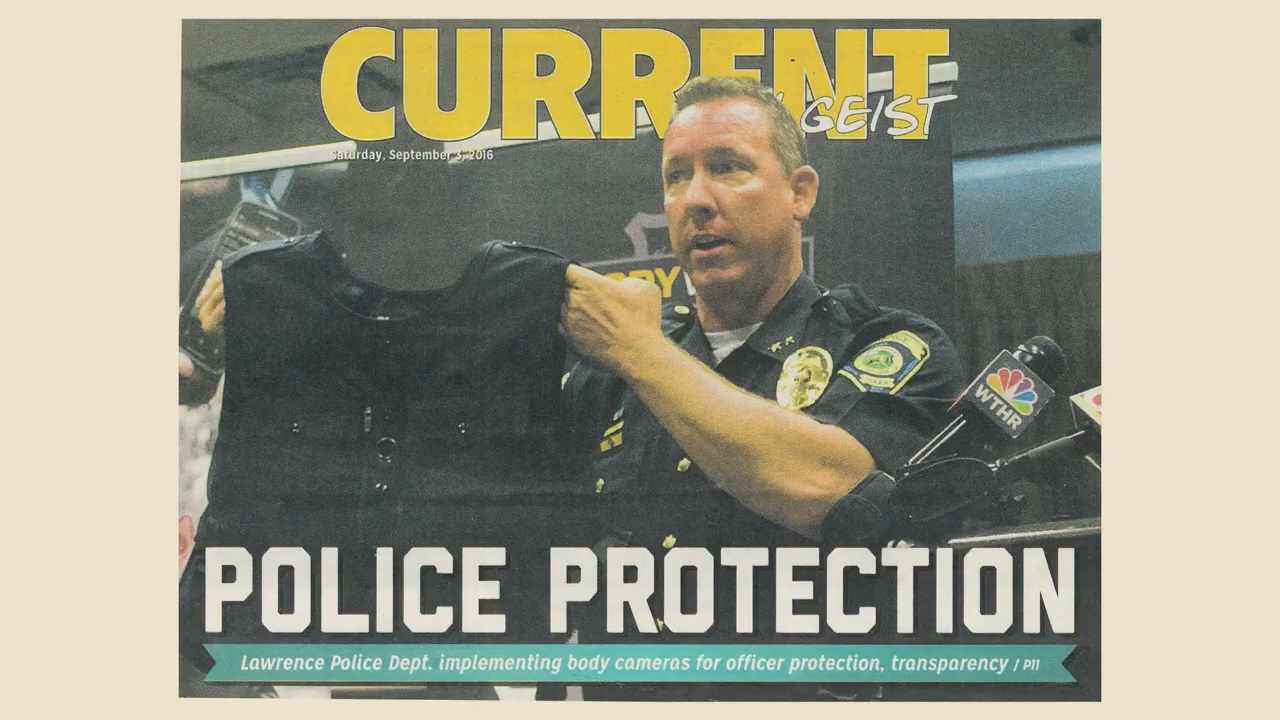 CURRENT
GEIST
Saturday, September 3, 2016
WTHR
POLICE PROTECTION
Lawrence Police Dept. implementing body cameras for officer protection, transparency / P11